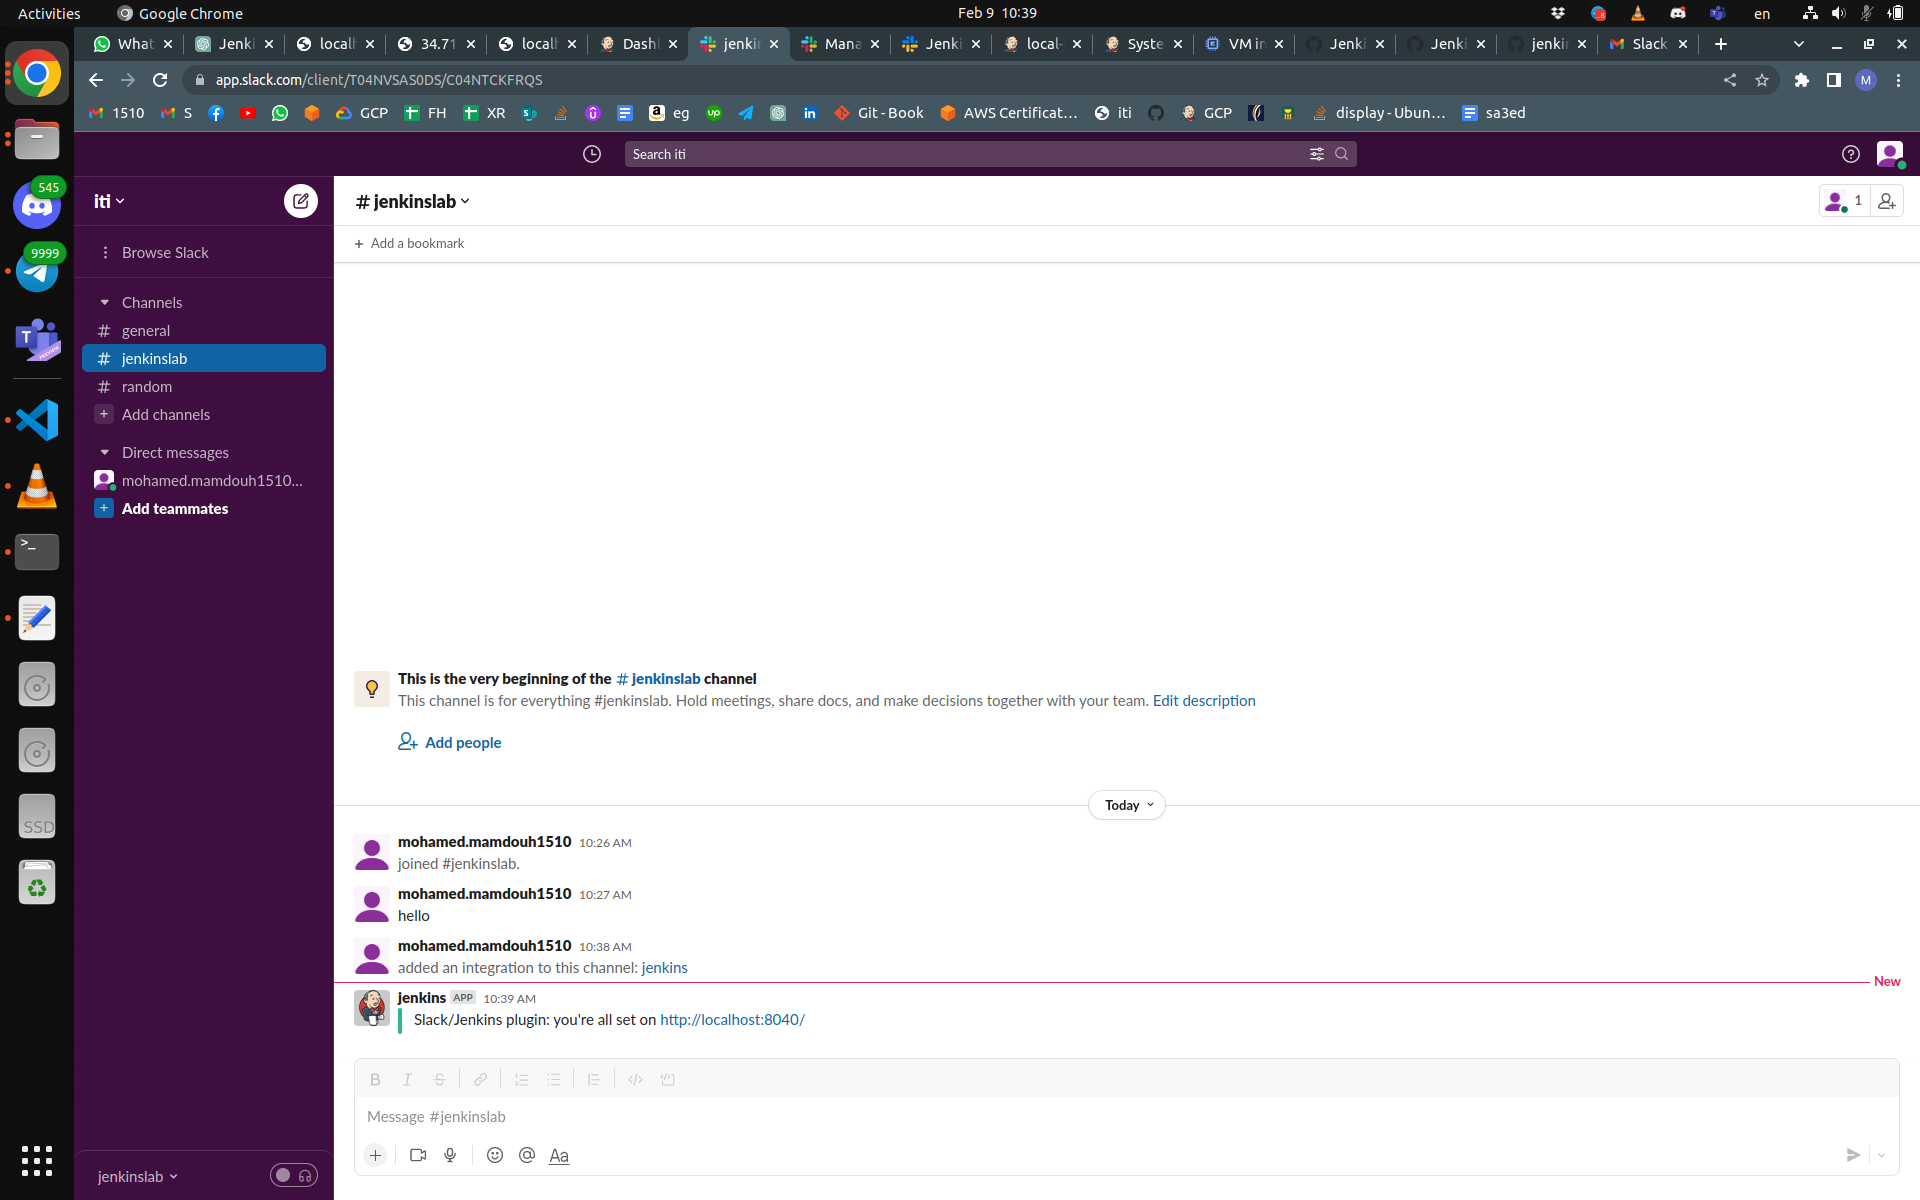 Activities
Google Chrome
Feb 9 10:39
en
What
Jenki
localh
34.71
localh
Dashl
jenkin
Mana
Jenki
local-
Syste
VM in
Jenki
Jenki
jenkin
Slack
app.slack.com/client/T04NVSAS0DS/C04NTCKFRQS
M
1510
S
GCP
FH
XR
eg
Git - Book
AWS Certificat...
iti
GCP
display - Ubun...
sa3ed
545
9999
T
SSD
Search iti
iti
Browse Slack
Channels
# general
# jenkinslab
# random
+ Add channels
Direct messages
mohamed.mamdouh1510...
+ Add teammates
jenkinslab
# jenkinslab
1
+ Add a bookmark
This is the very beginning of the # jenkinslab channel
This channel is for everything #jenkinslab. Hold meetings, share docs, and make decisions together with your team. Edit description
Add people
Today
mohamed.mamdouh1510 10:26 AM
joined #jenkinslab.
mohamed.mamdouh1510 10:27 AM
hello
mohamed.mamdouh1510 10:38 AM
added an integration to this channel: jenkins
New
jenkins APP 10:39 AM
Slack/Jenkins plugin: you're all set on http://localhost:8040/
B I S
Message #jenkinslab
Aa